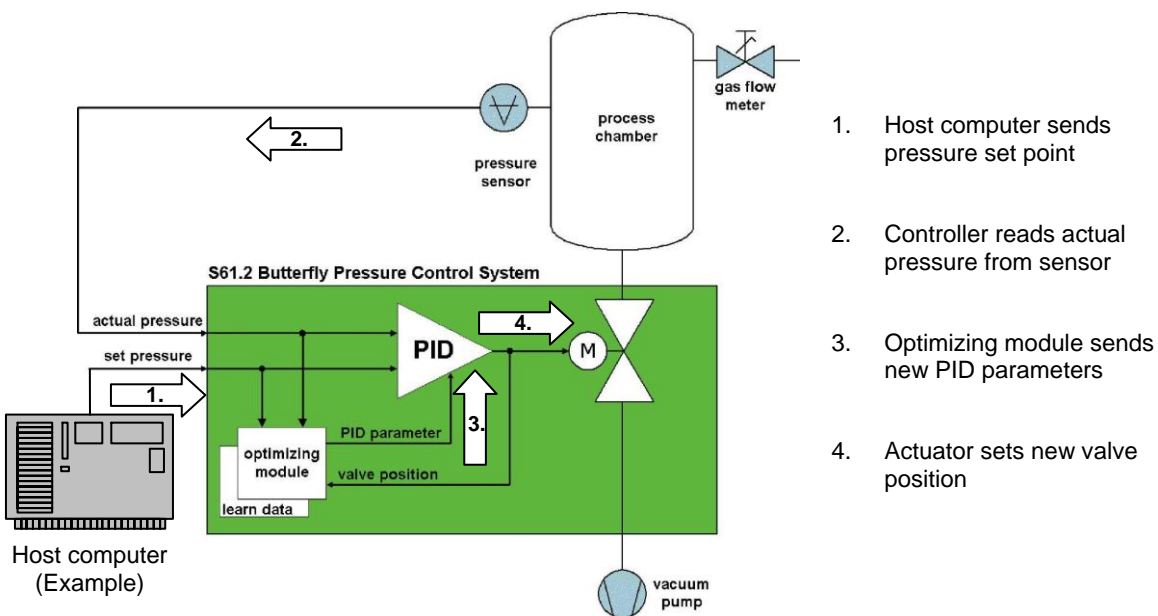 gas flow
meter
process
chamber
2.
pressure
sensor
S61.2 Butterfly Pressure Control System
actual pressure
4.
PID
M
set pressure
1.
3.
PID parameter
optimizing
module
valve position
learn data
Host computer
(Example)
vacuum
pump
1. Host computer sends
pressure set point
2. Controller reads actual
pressure from sensor
3. Optimizing module sends
new PID parameters
4. Actuator sets new valve
position